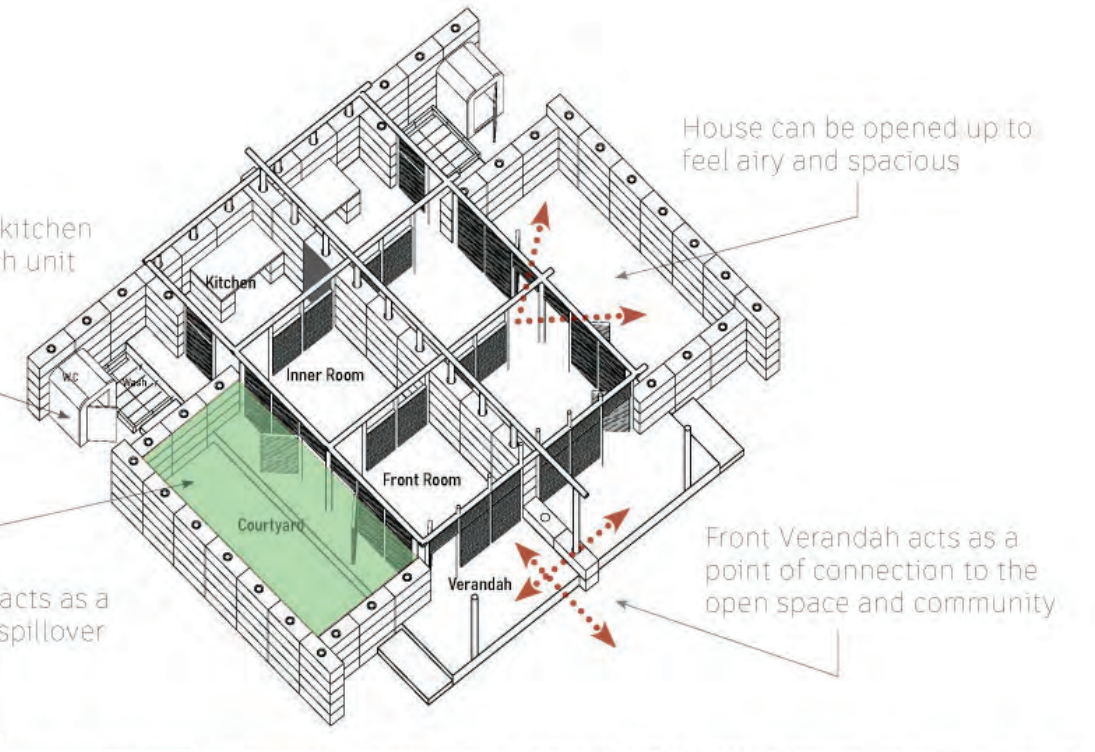 House can be opened up to
feel airy and spacious
kitchen
unit
Kitchen
W.C
Wash
Inner Room
Front Room
Courtyard
Verandah
Front Verandah acts as a
point of connection to the
open space and community
acts as a
spillover